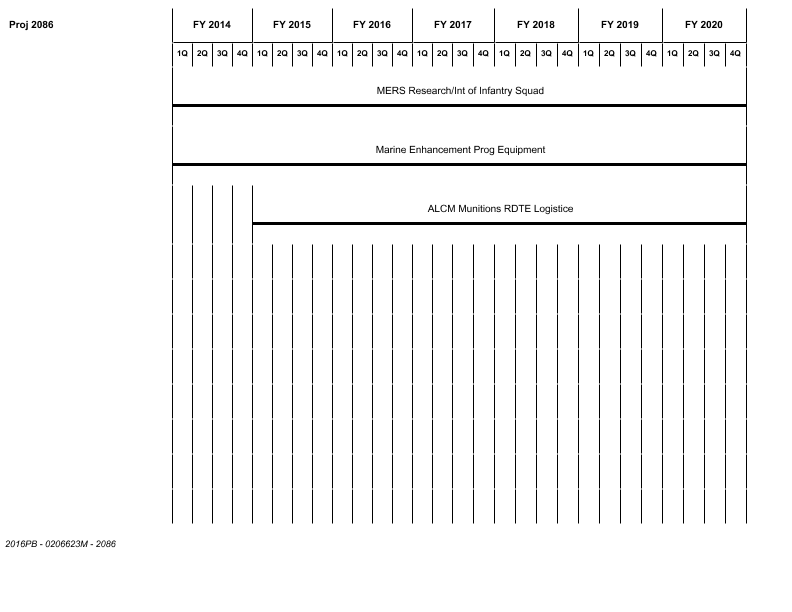 Proj 2086 FY 2014 FY 2015 FY 2016 FY 2017 FY 2018 FY 2019 FY 2020
1Q 2Q 3Q 4Q 1Q 2Q 3Q 4Q 1Q 2Q 3Q 4Q 1Q 2Q 3Q 4Q 1Q 2Q 3Q 4Q 1Q 2Q 3Q 4Q 1Q 2Q 3Q 4Q
MERS Research/Int of Infantry Squad
Marine Enhancement Prog Equipment
ALCM Munitions RDTE Logistice
2016PB - 0206623M - 2086